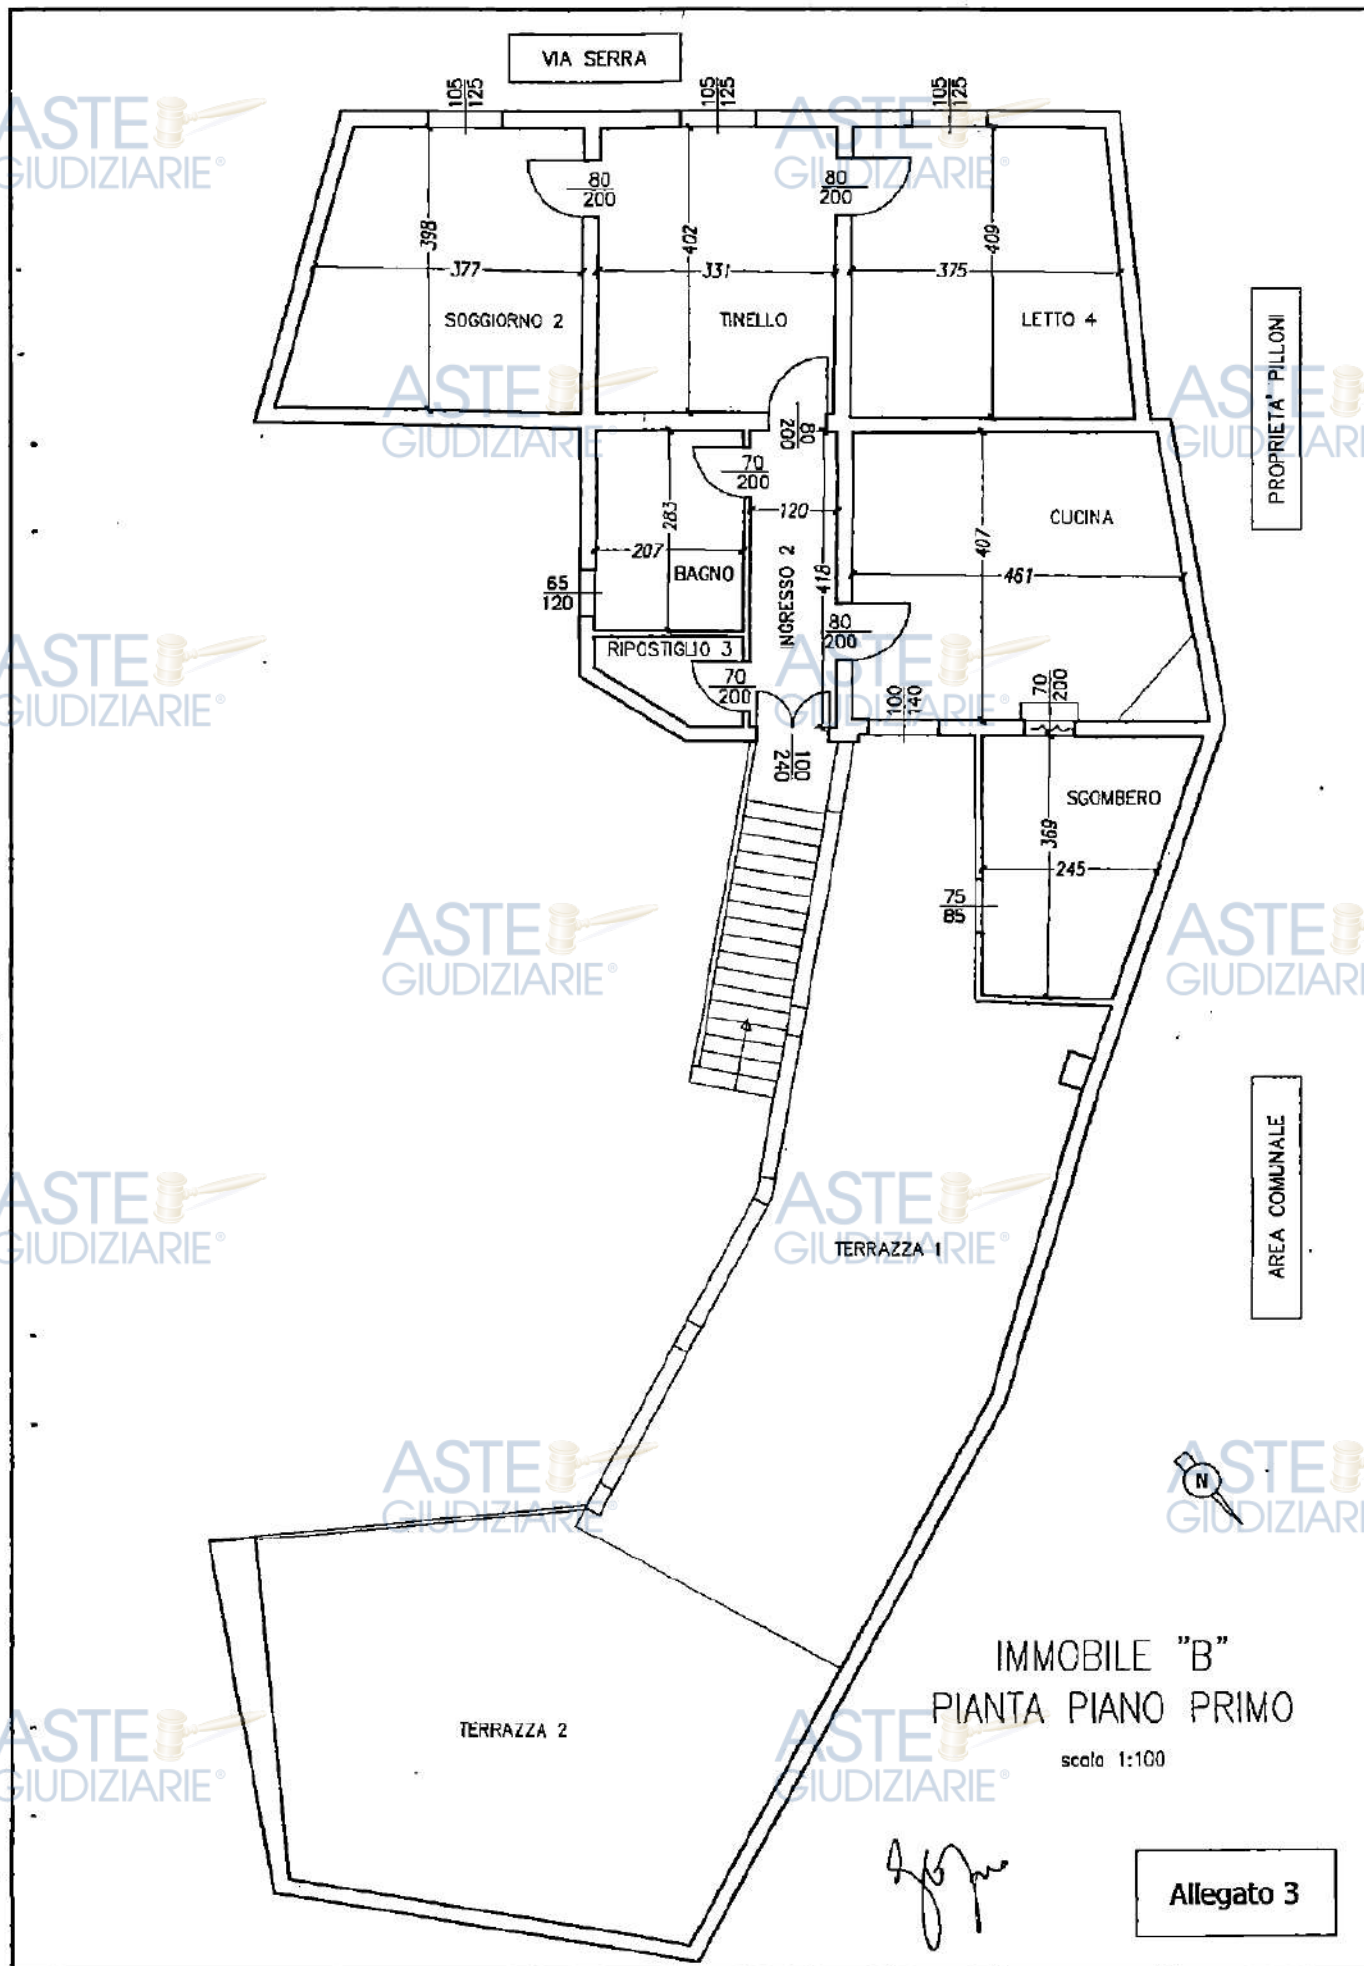 VIA SERRA
105
125
105
125
105
125
80
200
80
200
398
402
409
377
331
375
SOGGIORNO 2
TINELLO
LETTO 4
PROPRIETA' PILLONI
80
200
70
200
283
120
CUCINA
207
BAGNO
407
461
65
120
INGRESSO 2
418
80
200
RIPOSTIGLIO 3
70
200
100
140
70
200
100
240
SGOMBERO
369
245
75
85
AREA COMUNALE
TERRAZZA 1
N
TERRAZZA 2
IMMOBILE "B"
PIANTA PIANO PRIMO
scala 1:100
Allegato 3
ASTE
GIUDIZIARIE®